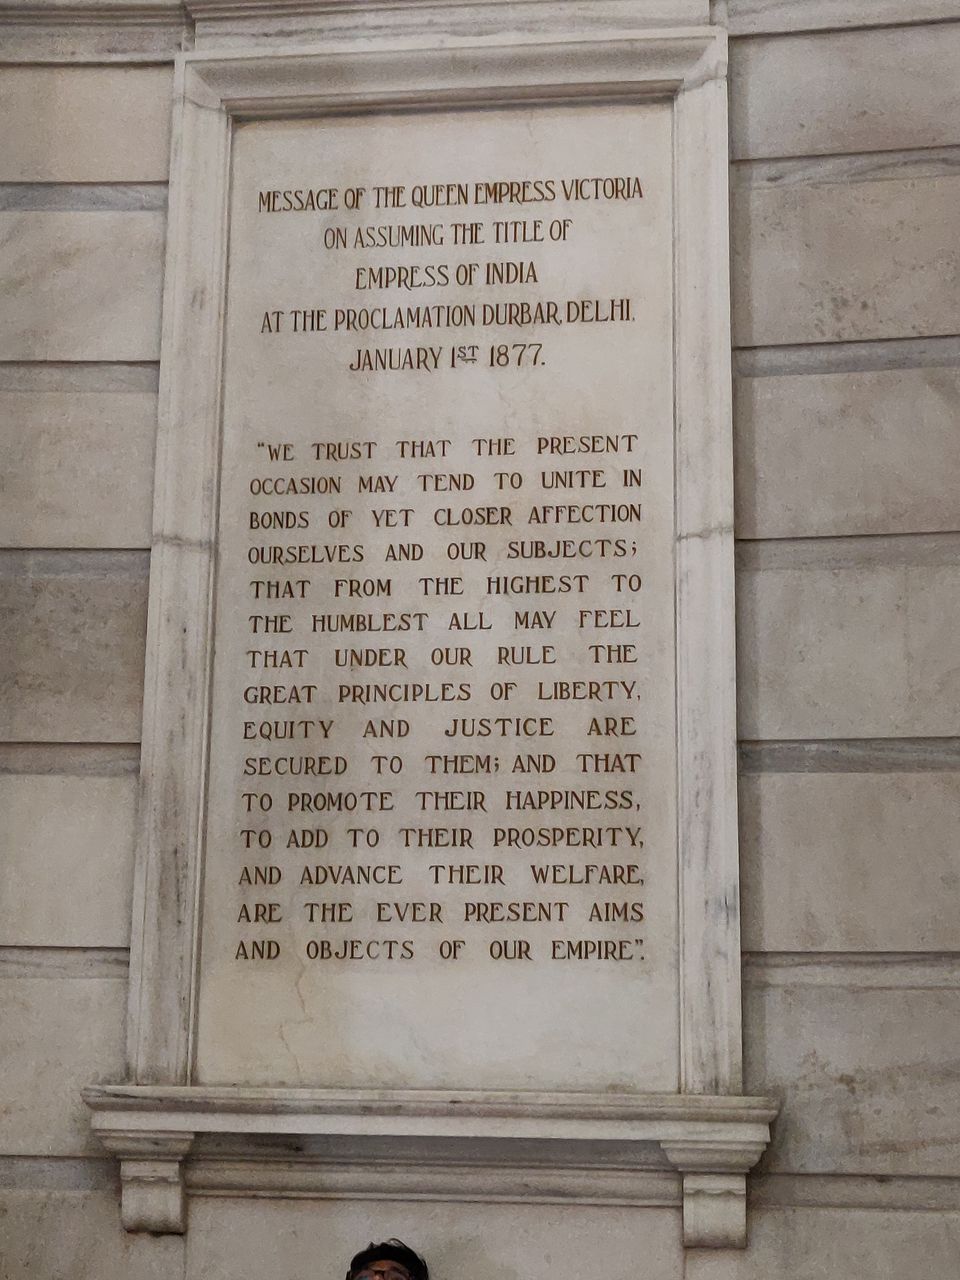 MESSAGE OF THE QUEEN EMPRESS VICTORIA
ON ASSUMING THE TITLE OF
EMPRESS OF INDIA
AT THE PROCLAMATION DURBAR, DELHI,
JANUARY 1ST 1877.
"WE TRUST THAT THE PRESENT
OCCASION MAY TEND TO UNITE IN
BONDS OF YET CLOSER AFFECTION
OURSELVES AND OUR SUBJECTS;
THAT FROM THE HIGHEST TO
THE HUMBLEST ALL MAY FEEL
THAT UNDER OUR RULE THE
GREAT PRINCIPLES OF LIBERTY,
EQUITY AND JUSTICE ARE
SECURED TO THEM; AND THAT
TO PROMOTE THEIR HAPPINESS,
TO ADD TO THEIR PROSPERITY,
AND ADVANCE THEIR WELFARE,
ARE THE EVER PRESENT AIMS
AND OBJECTS OF OUR EMPIRE".